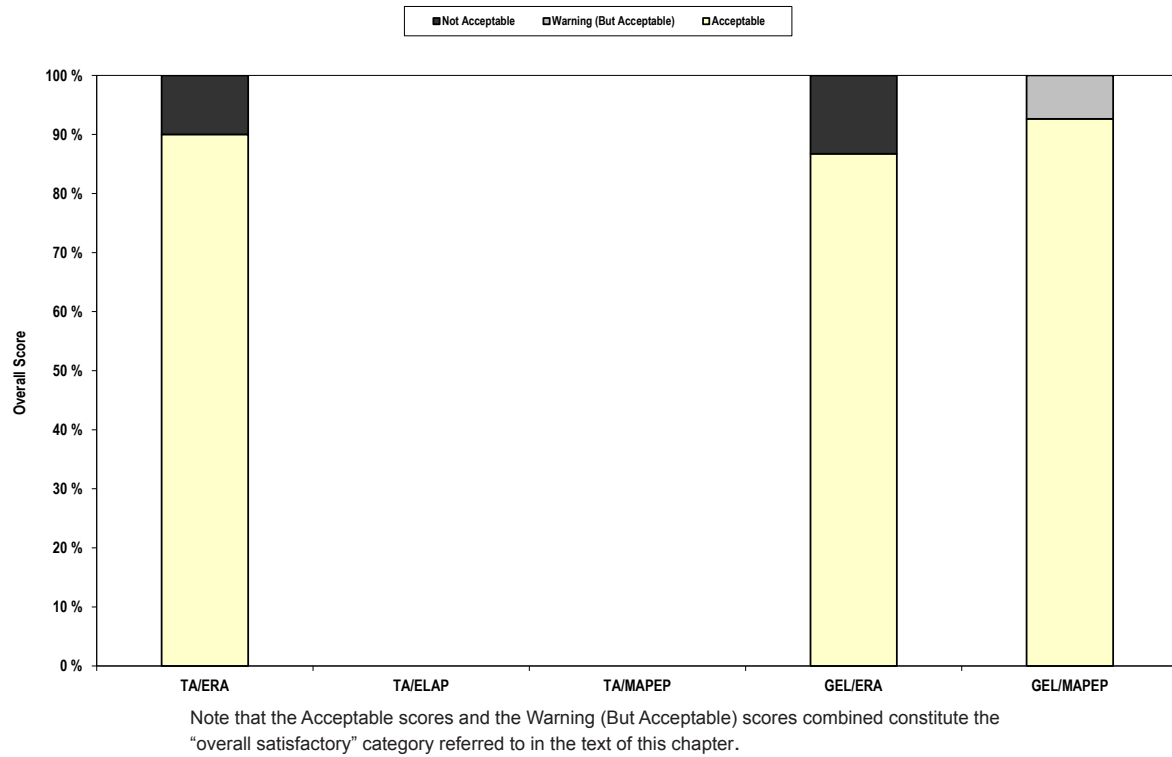 Not Acceptable Warning (But Acceptable) Acceptable
100 %
90 %
80 %
70 %
60 %
50 %
40 %
30 %
20 %
10 %
0 %
Overall Score
TA/ERA TA/ELAP TA/MAPEP GEL/ERA GEL/MAPEP
Note that the Acceptable scores and the Warning (But Acceptable) scores combined constitute the
“overall satisfactory” category referred to in the text of this chapter.